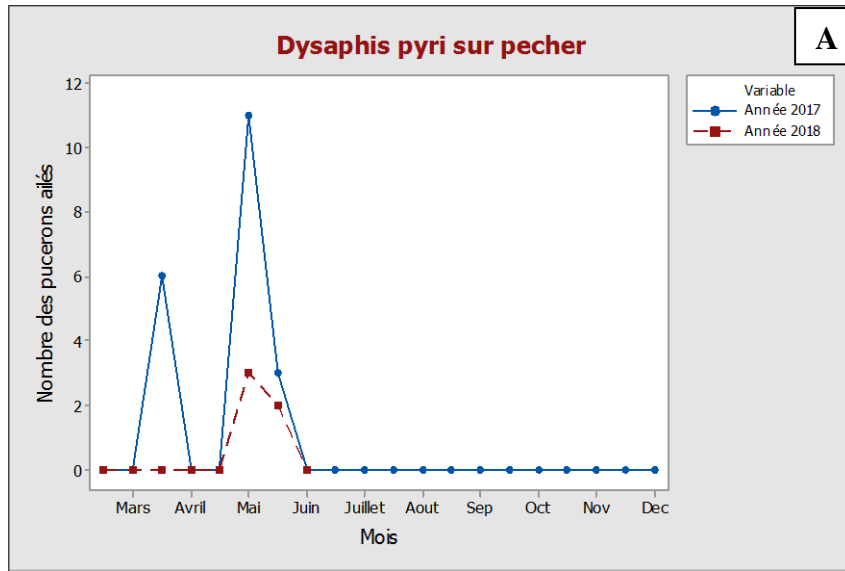 Dysaphis pyri sur pecher
A
Variable
Année 2017
Année 2018
Nombre des pucerons ailés
12
10
8
6
4
2
0
Mars Avril Mai Juin Juillet Aout Sep Oct Nov Dec
Mois